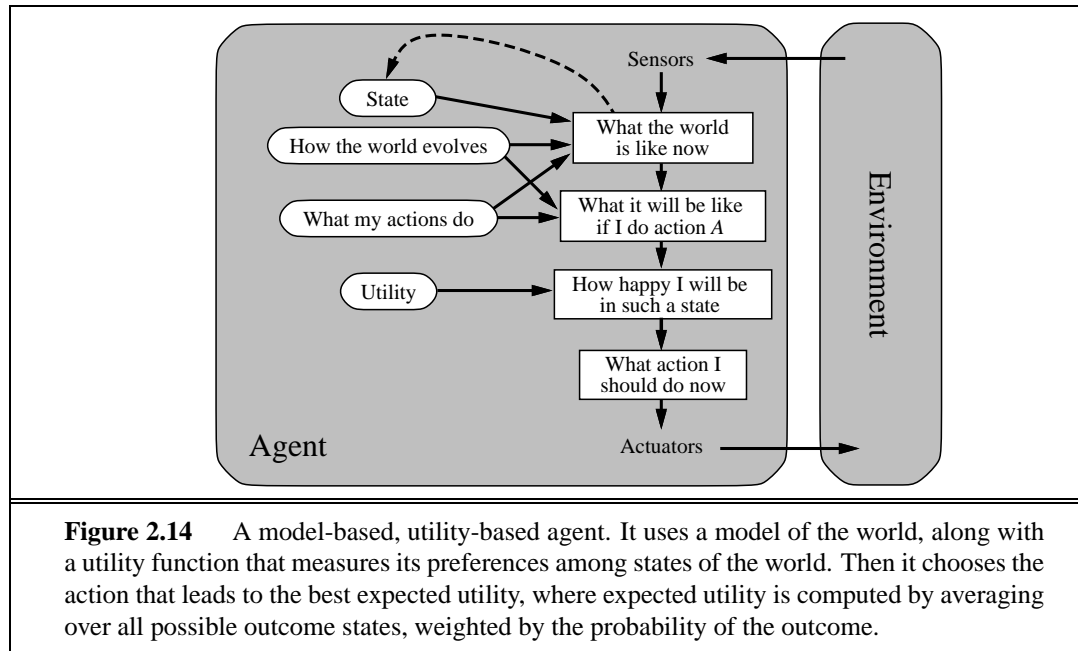 Sensors
State
What the world
is like now
How the world evolves
What it will be like
if I do action A
What my actions do
How happy I will be
in such a state
Utility
What action I
should do now
Agent
Actuators
Environment
Figure 2.14 A model-based, utility-based agent. It uses a model of the world, along with
a utility function that measures its preferences among states of the world. Then it chooses the
action that leads to the best expected utility, where expected utility is computed by averaging
over all possible outcome states, weighted by the probability of the outcome.